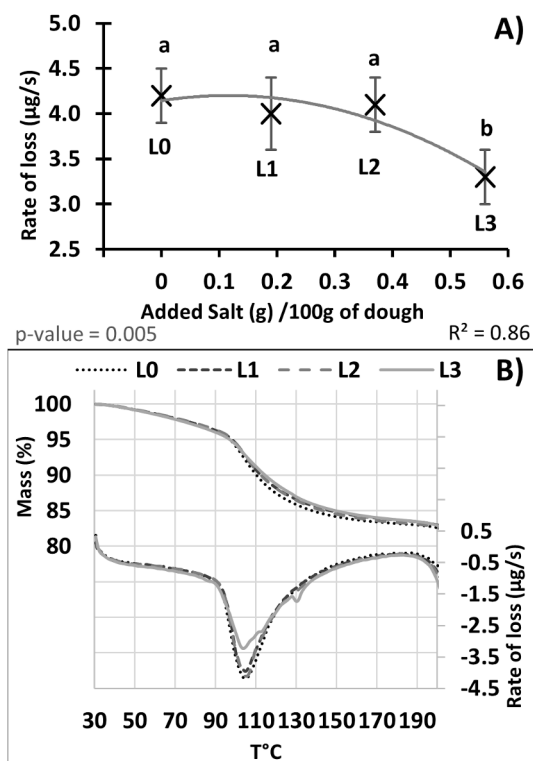 A)
5.0
4.5
4.0
3.5
3.0
2.5
Rate of loss (µg/s)
a a a b
L0 L1 L2 L3
0 0.1 0.2 0.3 0.4 0.5 0.6
Added Salt (g) /100g of dough
p-value = 0.005 R² = 0.86
L0 L1 L2 L3 B)
100
95
90
85
80
Mass (%)
0.5
-0.5
-1.5
-2.5
-3.5
-4.5
Rate of loss (µg/s)
30 50 70 90 110 130 150 170 190
T°C